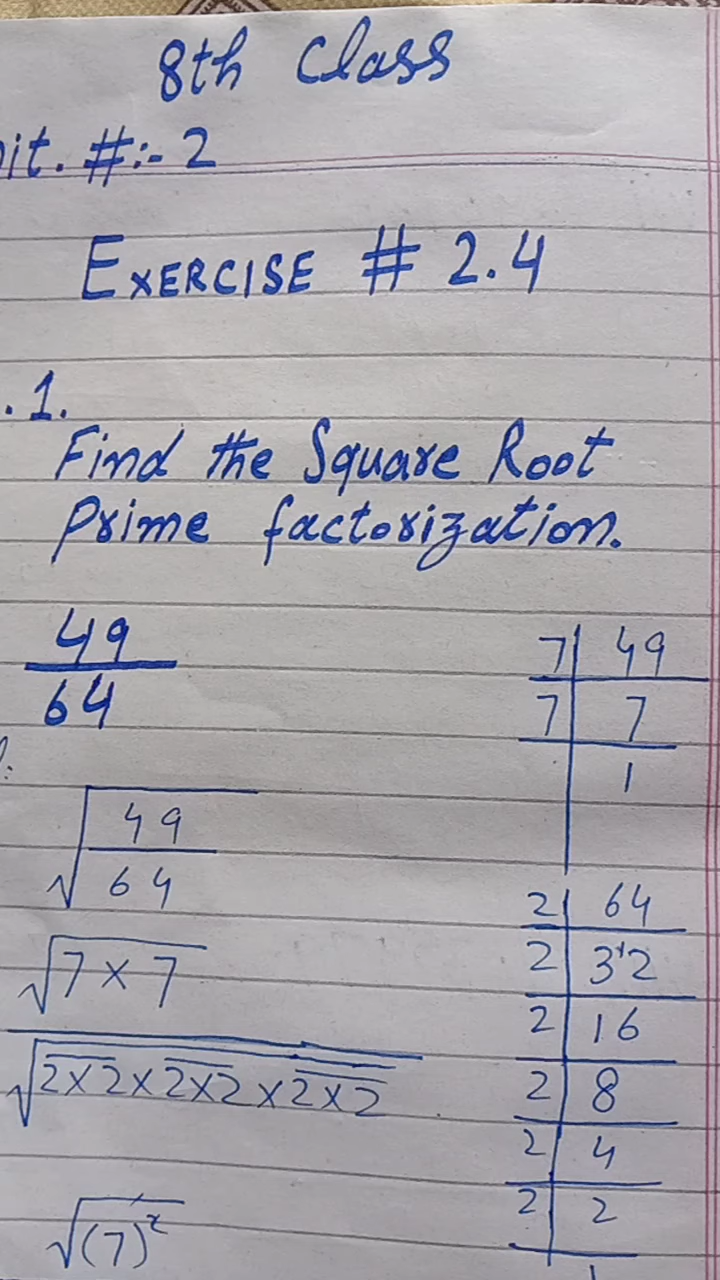 8th Class
it. #:- 2
EXERCISE # 2.4
.1.
Find the Square Root
Prime factorization.
49
64
7 49
7 7
1
√49
64
√7 × 7
√2×2×2×2×2×2
2 64
2 32
2 16
2 8
2 4
2 2
1
√(7)²